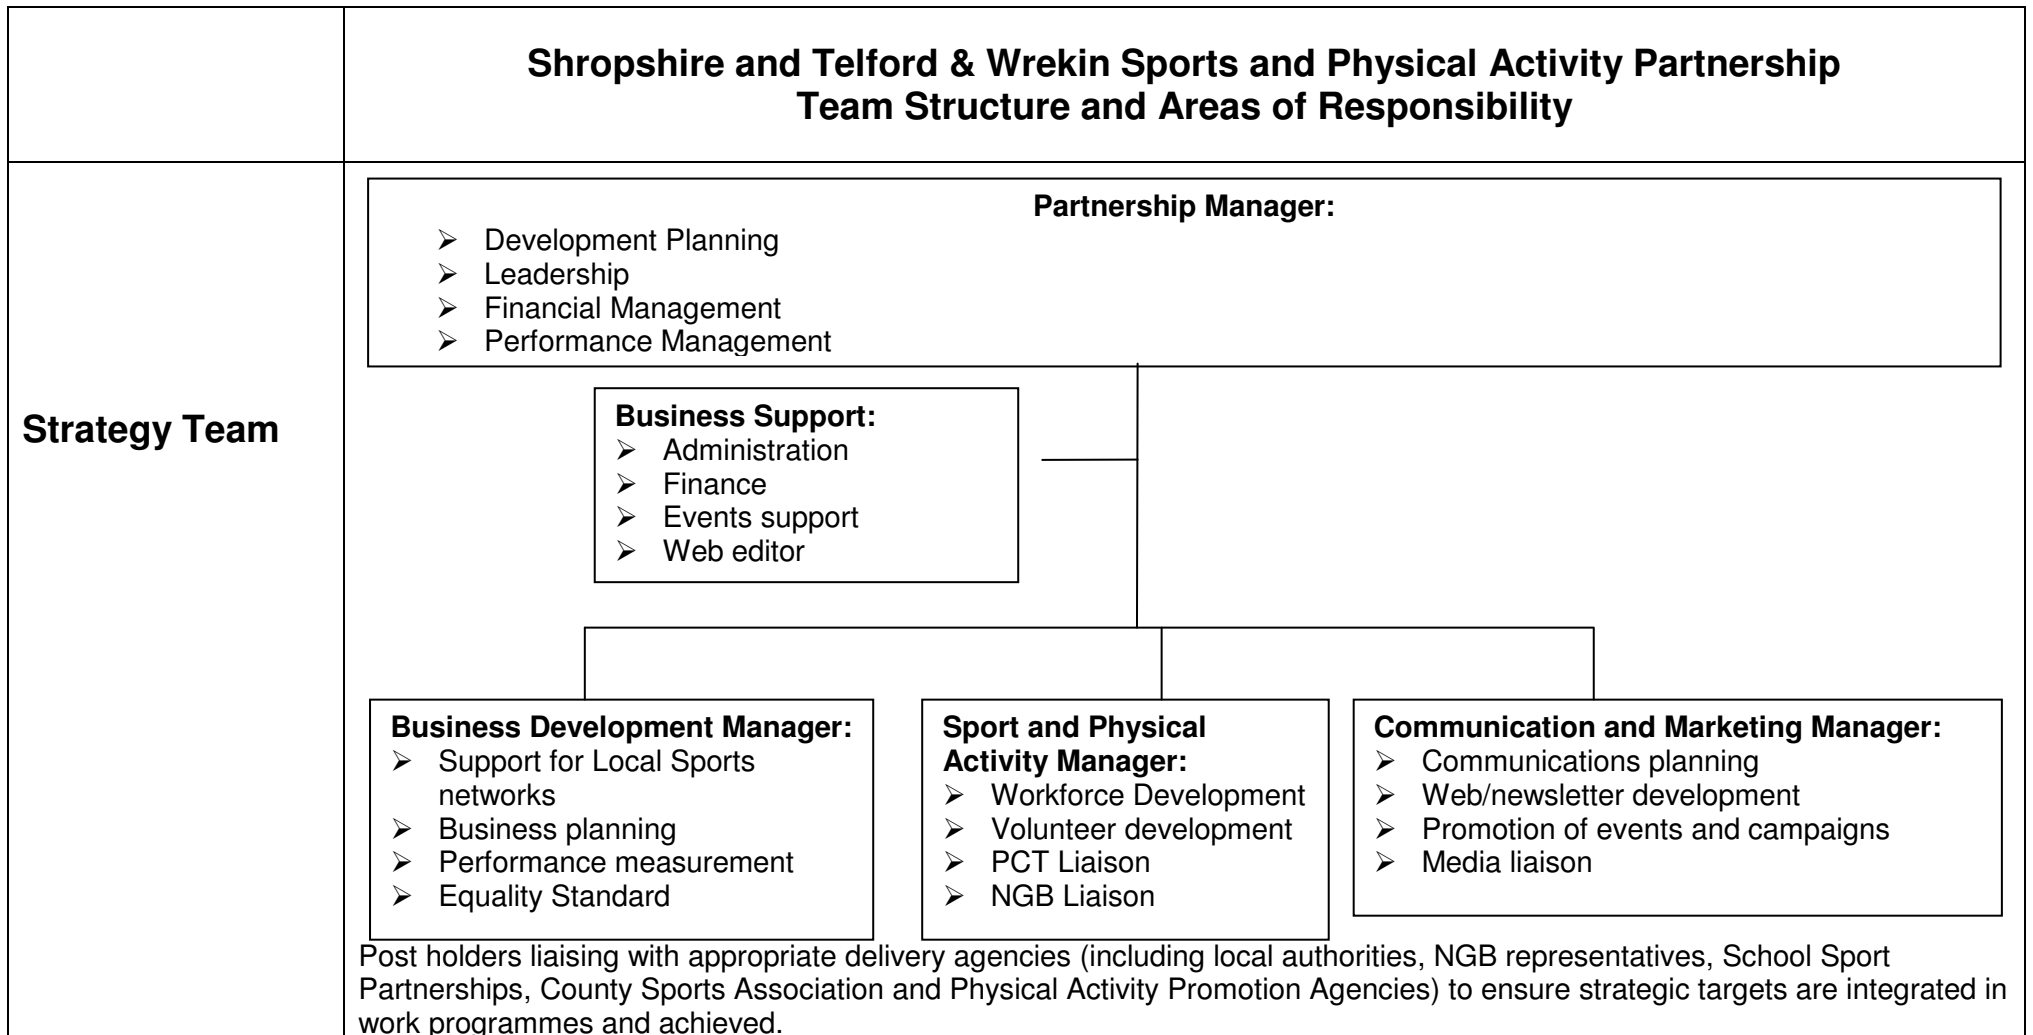 Shropshire and Telford & Wrekin Sports and Physical Activity Partnership
Team Structure and Areas of Responsibility
Strategy Team
Partnership Manager:
➢ Development Planning
➢ Leadership
➢ Financial Management
➢ Performance Management
Business Support:
➢ Administration
➢ Finance
➢ Events support
➢ Web editor
Business Development Manager:
➢ Support for Local Sports
networks
➢ Business planning
➢ Performance measurement
➢ Equality Standard
Sport and Physical
Activity Manager:
➢ Workforce Development
➢ Volunteer development
➢ PCT Liaison
➢ NGB Liaison
Communication and Marketing Manager:
➢ Communications planning
➢ Web/newsletter development
➢ Promotion of events and campaigns
➢ Media liaison
Post holders liaising with appropriate delivery agencies (including local authorities, NGB representatives, School Sport
Partnerships, County Sports Association and Physical Activity Promotion Agencies) to ensure strategic targets are integrated in
work programmes and achieved.